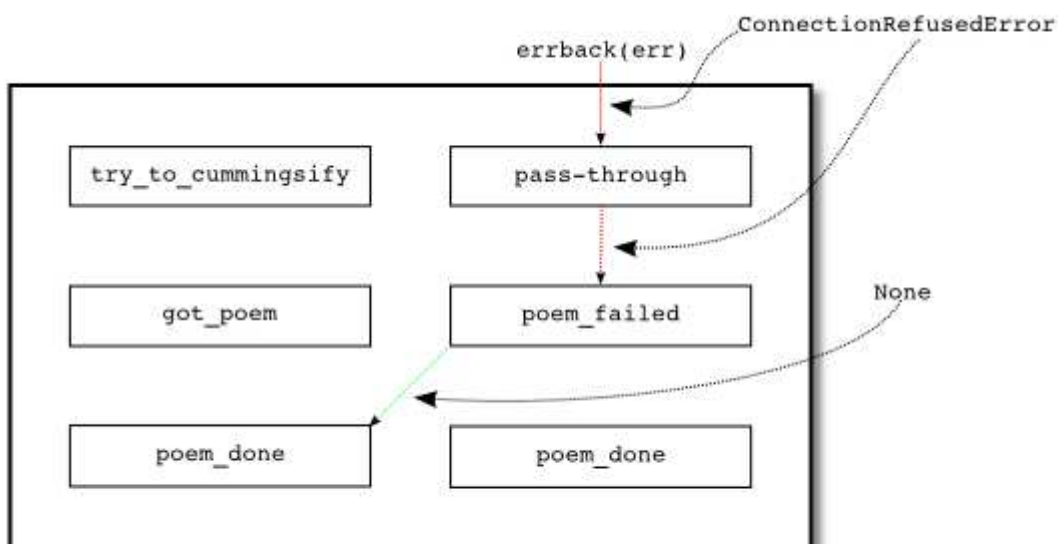 ConnectionRefusedError
errback(err)
try_to_cummingsify
pass-through
got_poem
poem_failed
None
poem_done
poem_done